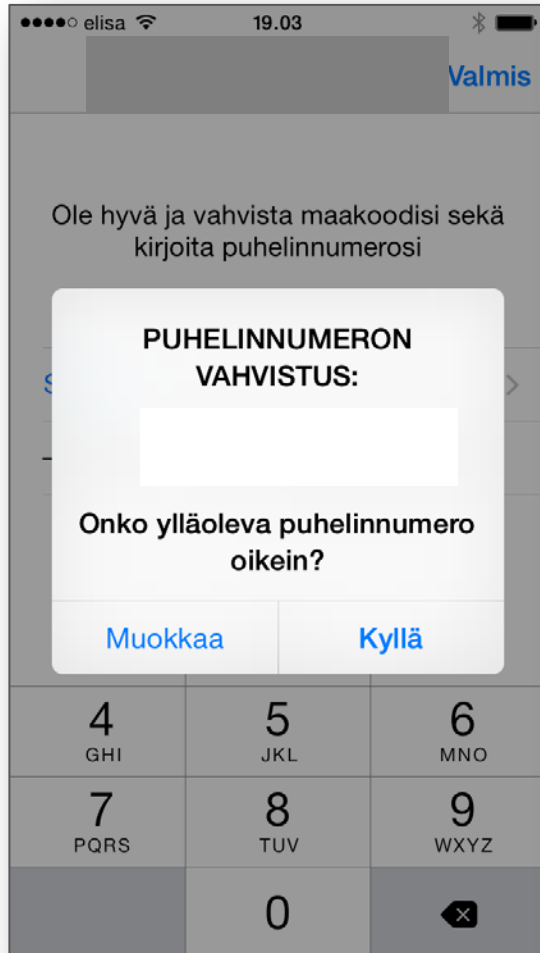 elisa 19.03
Valmis
Ole hyvä ja vahvista maakoodisi sekä
kirjoita puhelinnumerosi
PUHELINNUMERON
VAHVISTUS:
Onko ylläoleva puhelinnumero
oikein?
Muokkaa Kyllä
4 5 6
GHI JKL MNO
7 8 9
PQRS TUV WXYZ
0